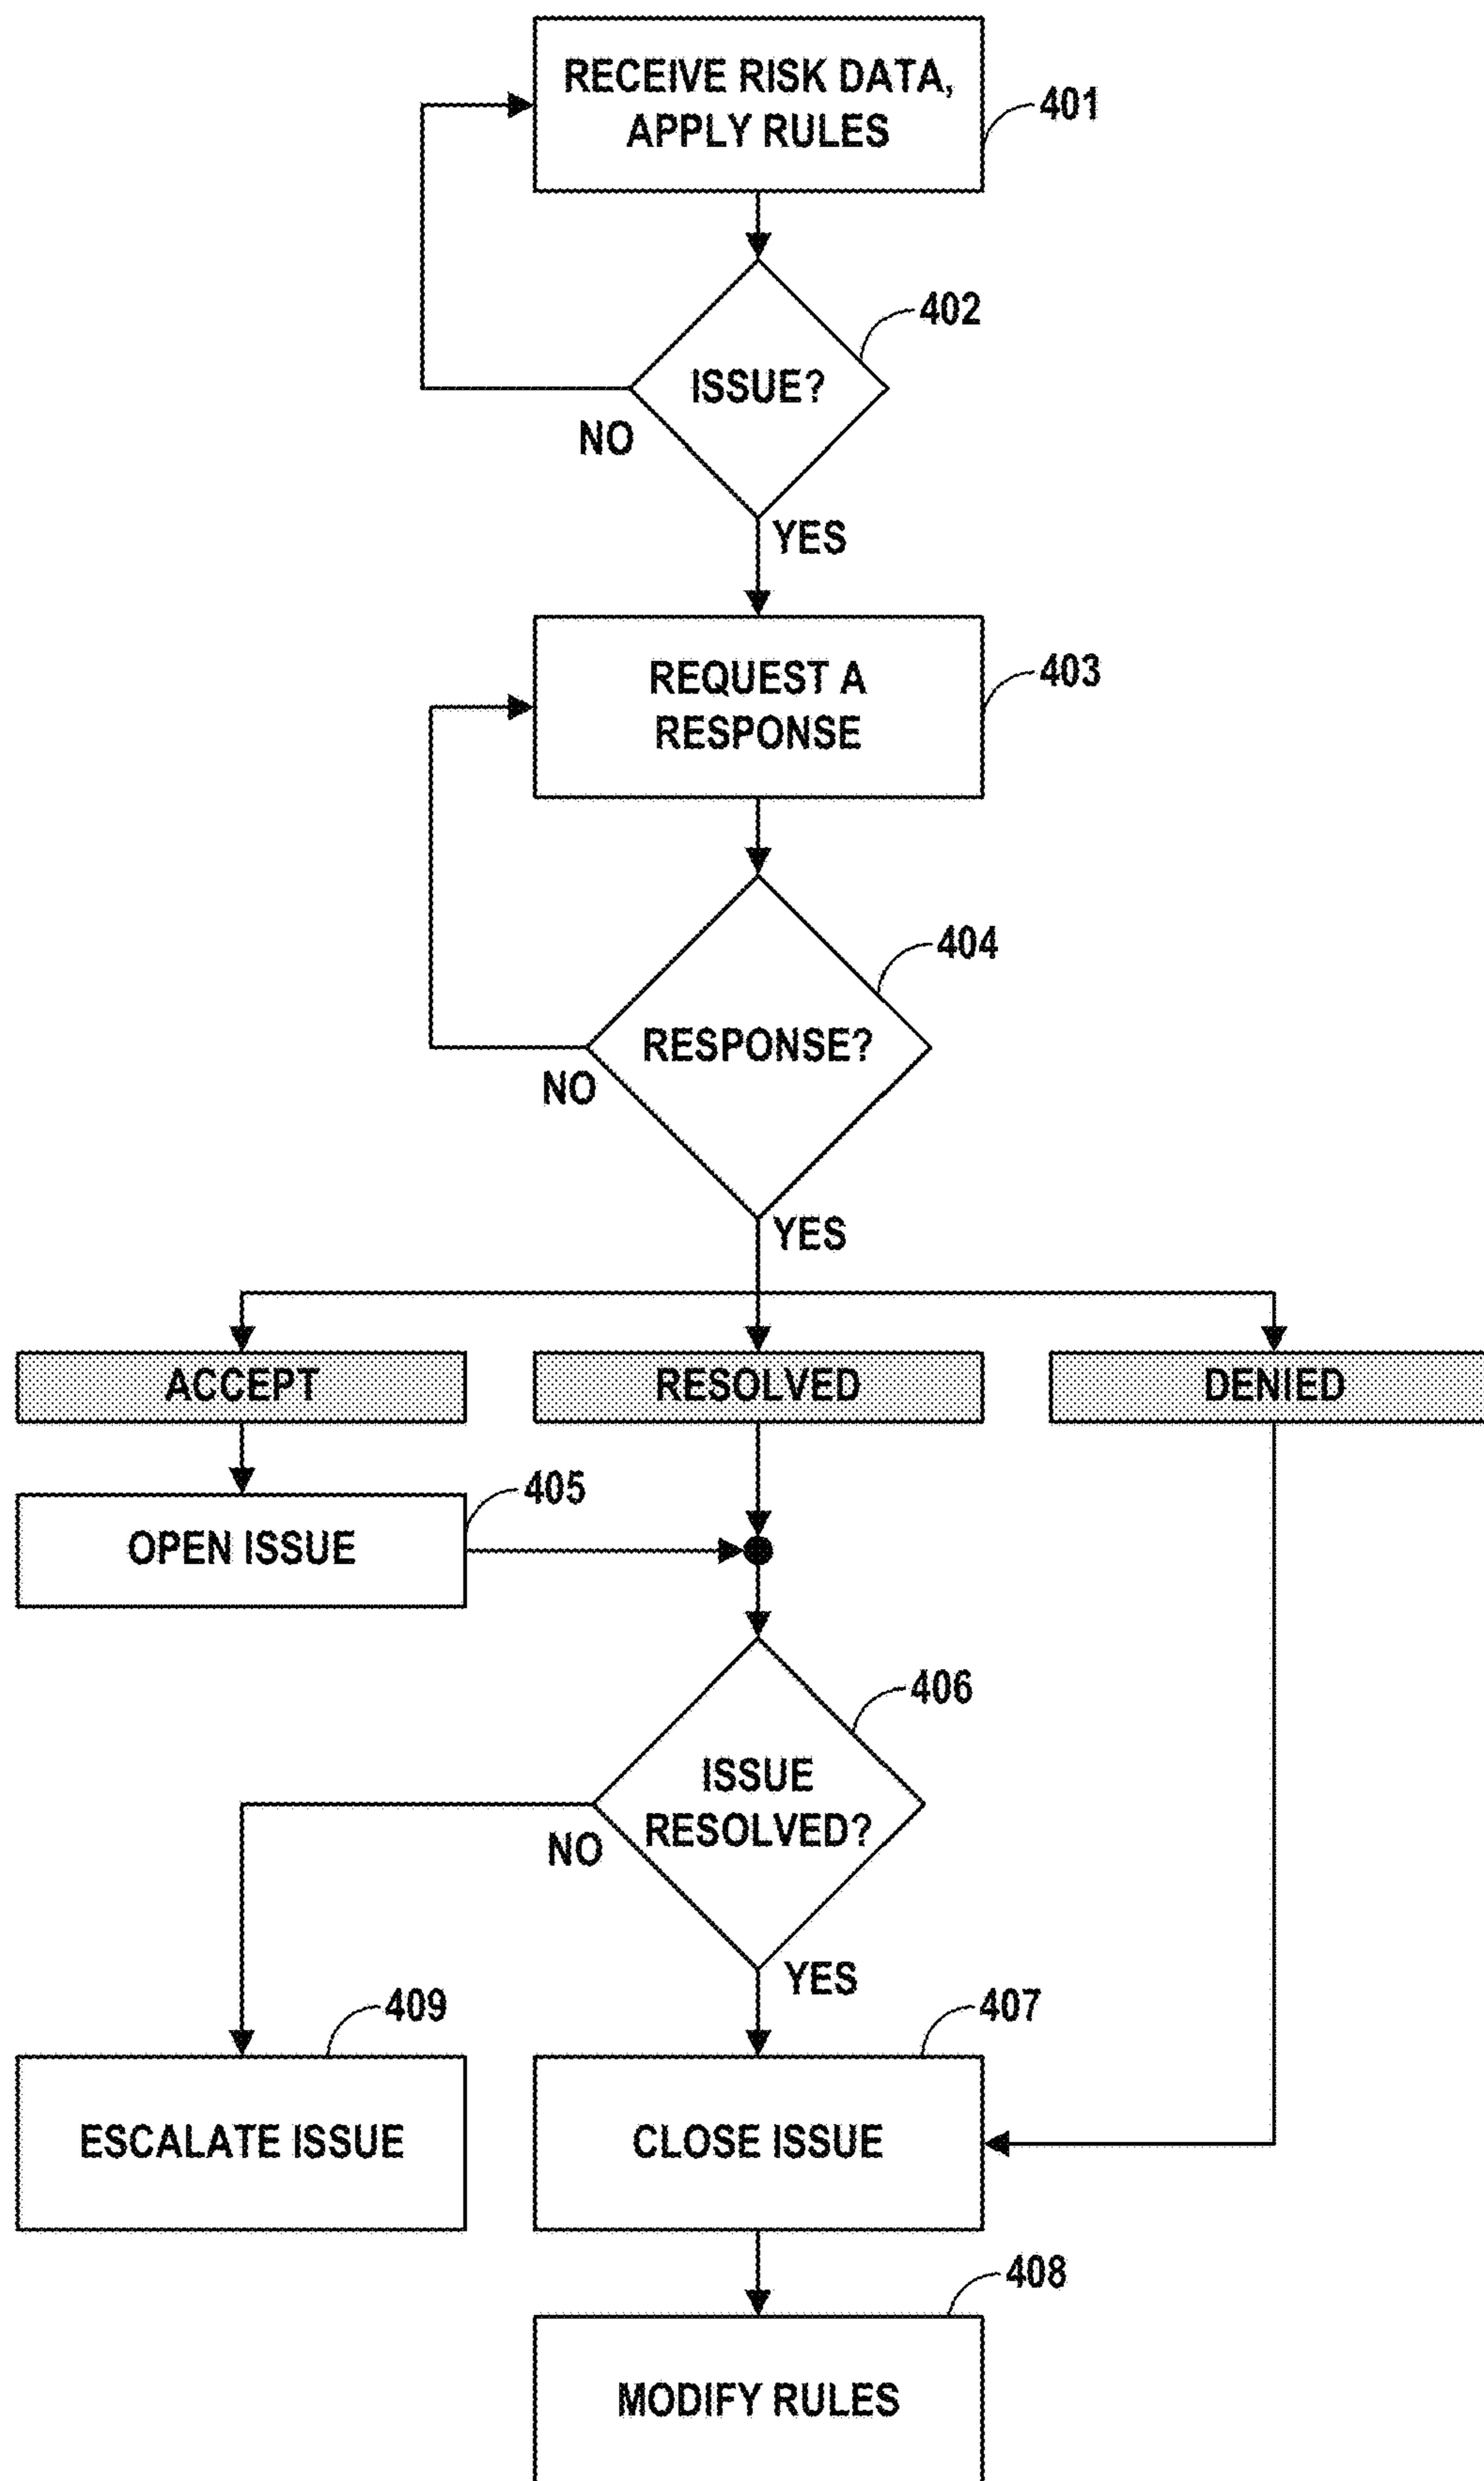 RECEIVE RISK DATA,
APPLY RULES
401
402
ISSUE?
NO
YES
REQUEST A
RESPONSE
403
404
RESPONSE?
NO
YES
ACCEPT
RESOLVED
DENIED
405
OPEN ISSUE
406
ISSUE
RESOLVED?
NO
YES
409
407
ESCALATE ISSUE
CLOSE ISSUE
408
MODIFY RULES